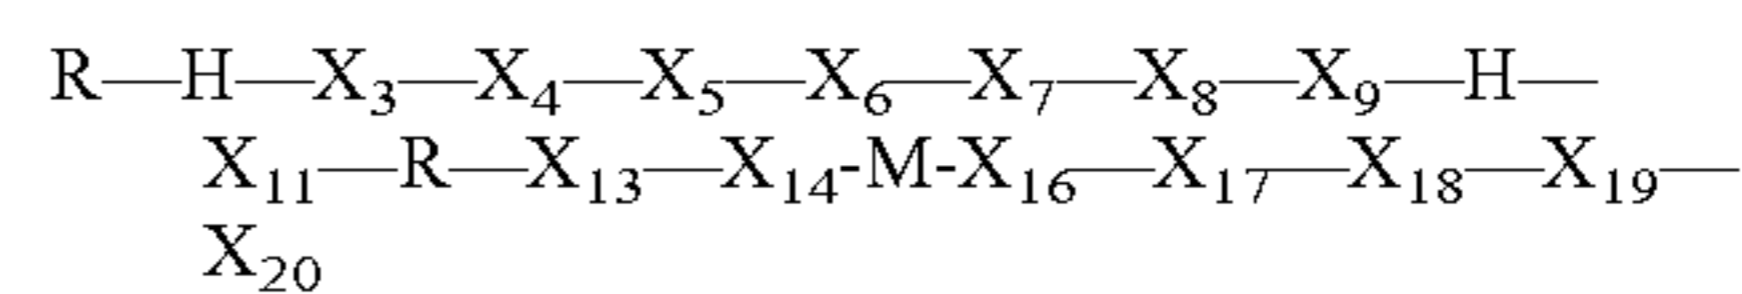 R—H—X₃—X₄—X₅—X₆—X₇—X₈—X₉—H—
X₁₁—R—X₁₃—X₁₄-M-X₁₆—X₁₇—X₁₈—X₁₉—
X₂₀